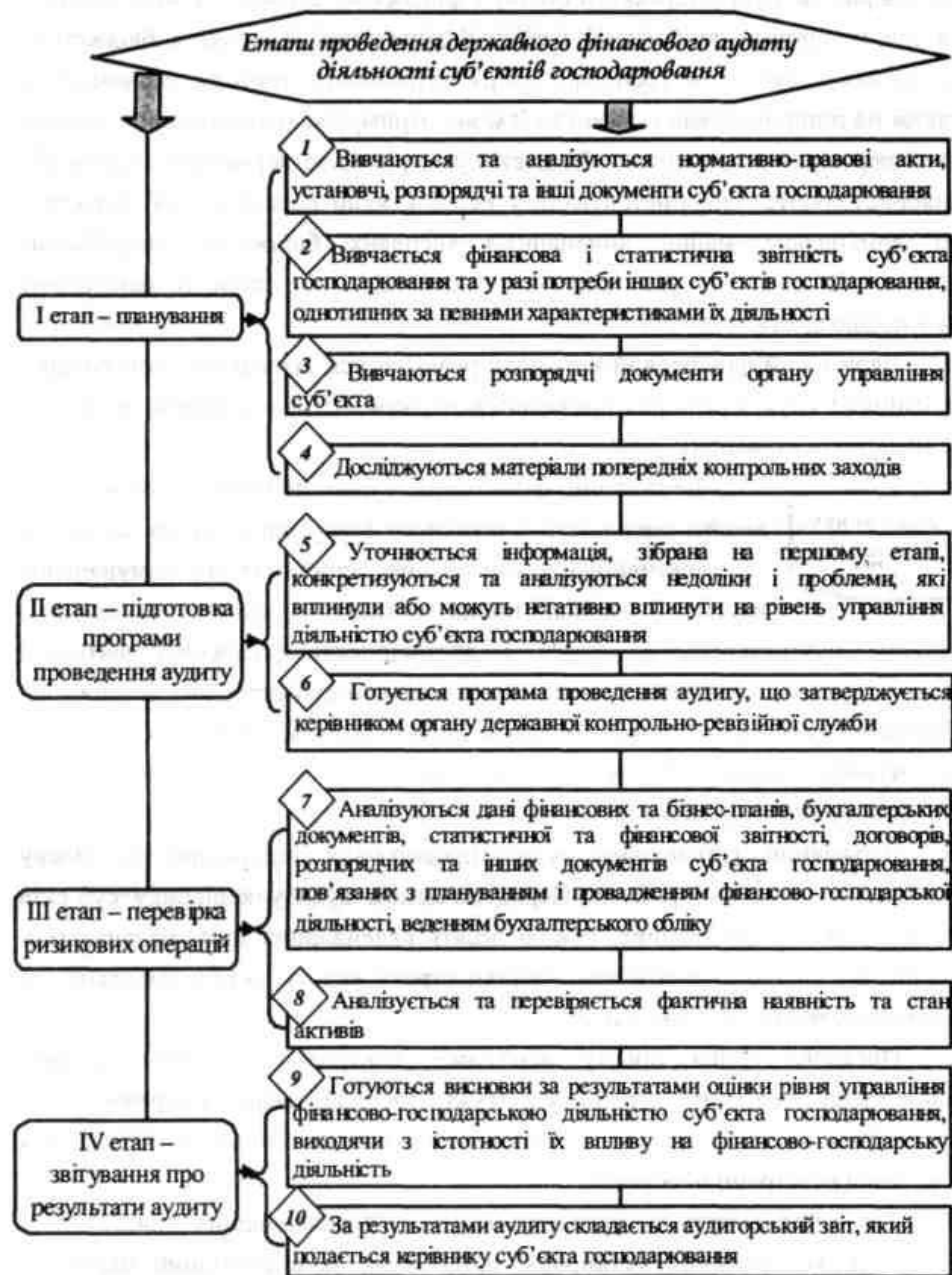 Етапи проведення державного фінансового аудиту
діяльності суб’єктів господарювання
1
Вивчаються та аналізуються нормативно-правові акти,
установчі, розпорядчі та інші документи суб’єкта господарювання
2
Вивчається фінансова і статистична звітність суб’єкта
господарювання та у разі потреби інших суб’єктів господарювання,
однотипних за певними характеристиками їх діяльності
І етап – планування
3
Вивчаються розпорядчі документи органу управління
суб’єкта
4
Досліджуються матеріали попередніх контрольних заходів
5
Уточнюється інформація, зібрана на першому етапі,
конкретизуються та аналізуються недоліки і проблеми, які
вплинули або можуть негативно вплинути на рівень управління
діяльністю суб’єкта господарювання
ІІ етап – підготовка
програми
проведення аудиту
6
Готується програма проведення аудиту, що затверджується
керівником органу державної контрольно-ревізійної служби
7
Аналізуються дані фінансових та бізнес-планів, бухгалтерських
документів, статистичної та фінансової звітності, договорів,
розпорядчих та інших документів суб’єкта господарювання,
пов’язаних з плануванням і провадженням фінансово-господарської
діяльності, веденням бухгалтерського обліку
ІІІ етап – перевірка
ризикових операцій
8
Аналізується та перевіряється фактична наявність та стан
активів
9
Готуються висновки за результатами оцінки рівня управління
фінансово-господарською діяльністю суб’єкта господарювання,
виходячи з істотності їх впливу на фінансово-господарську
діяльність
IV етап –
звітування про
результати аудиту
10
За результатами аудиту складається аудиторський звіт, який
подається керівнику суб’єкта господарювання